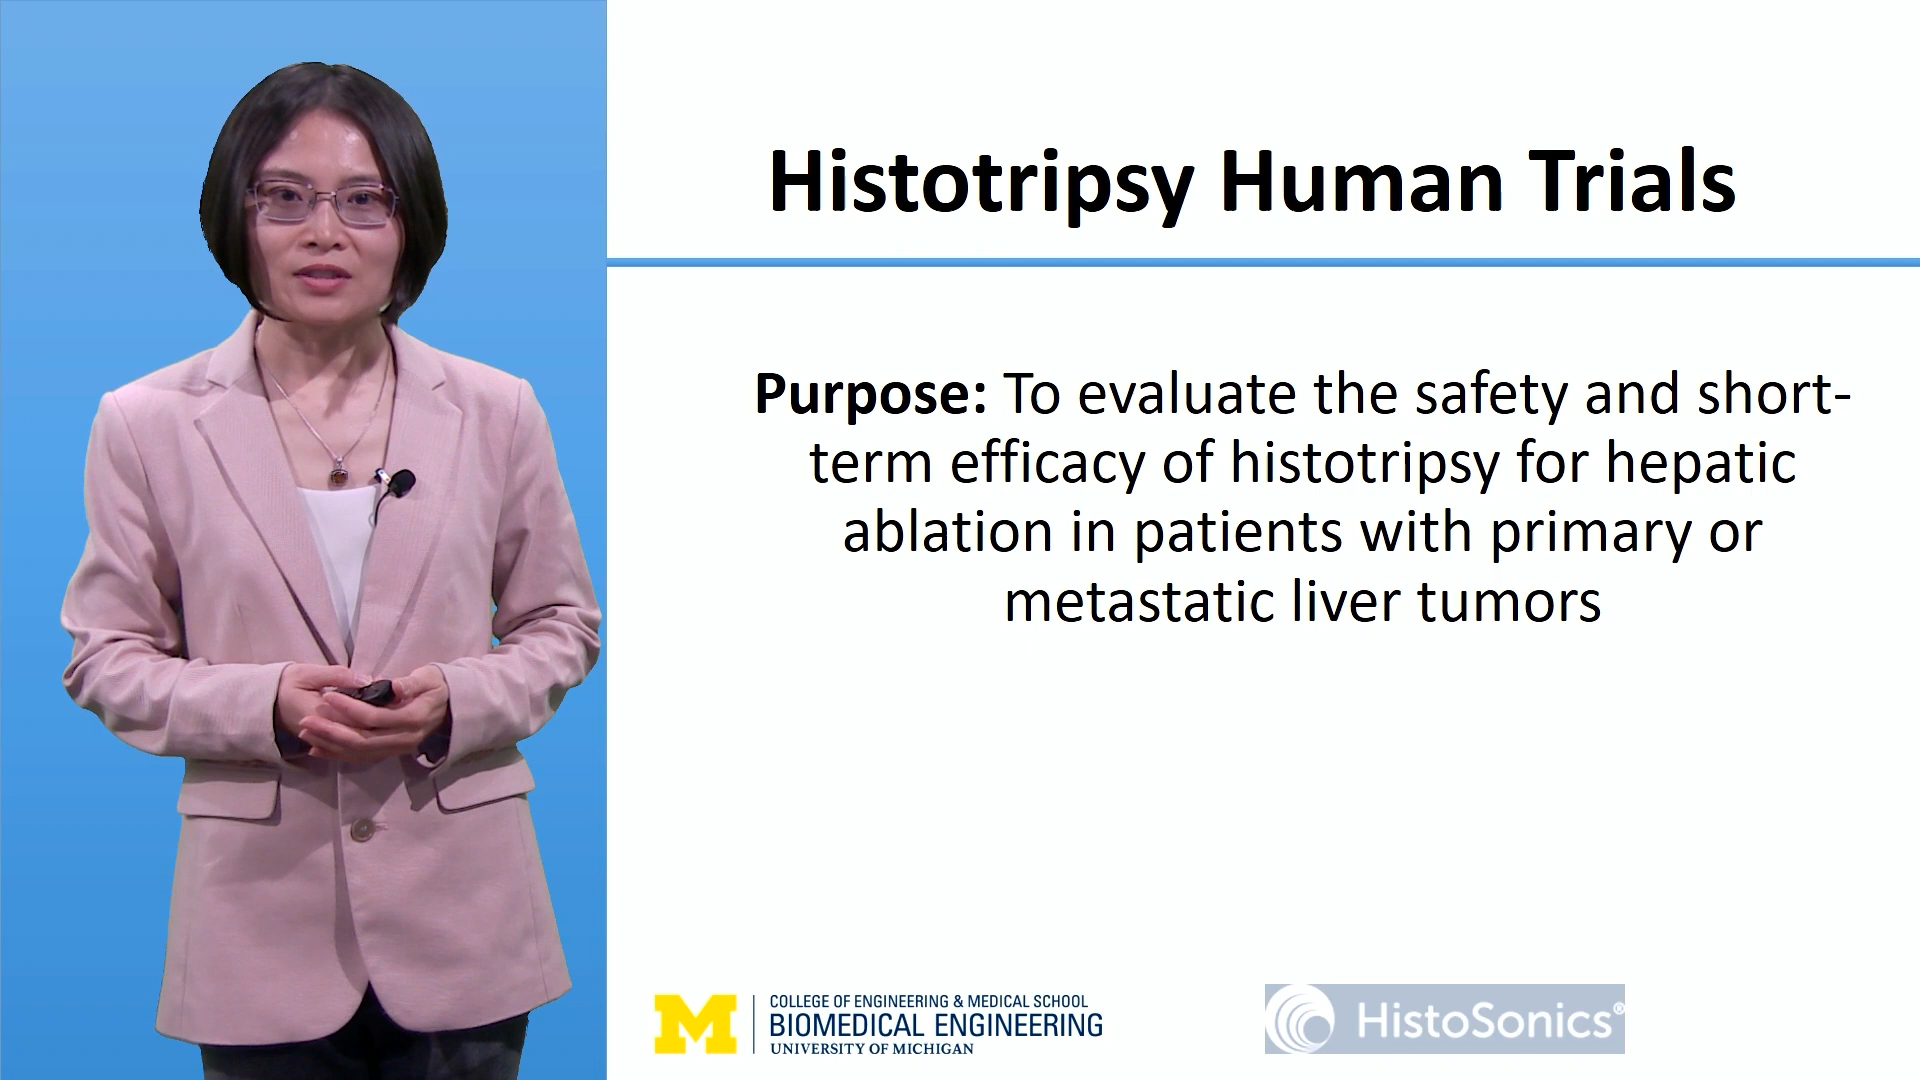 Histotripsy Human Trials
Purpose: To evaluate the safety and short-
term efficacy of histotripsy for hepatic
ablation in patients with primary or
metastatic liver tumors
M
COLLEGE OF ENGINEERING & MEDICAL SCHOOL
BIOMEDICAL ENGINEERING
UNIVERSITY OF MICHIGAN
HistoSonics®